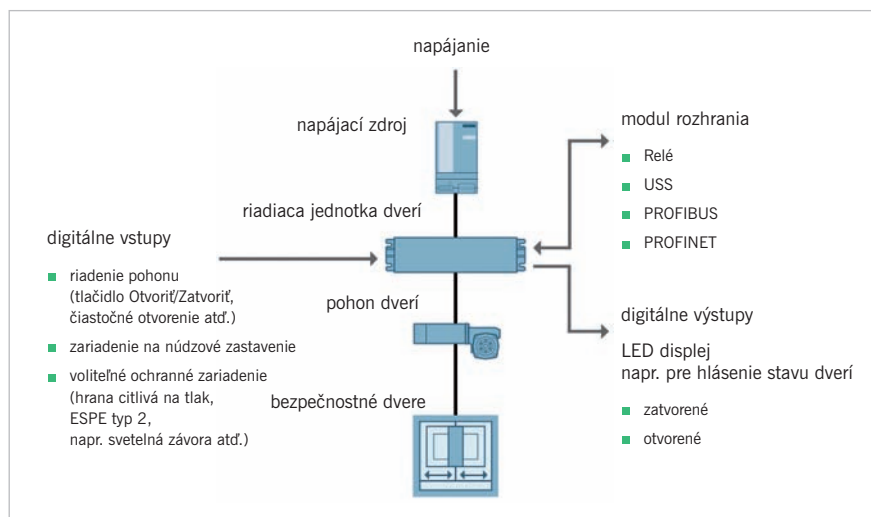 napájanie
napájací zdroj
riadiaca jednotka dverí
pohon dverí
bezpečnostné dvere
digitálne vstupy
riadenie pohonu
(tlačidlo Otvoriť/Zatvoriť,
čiastočné otvorenie atď.)
zariadenie na núdzové zastavenie
voliteľné ochranné zariadenie
(hrana citlivá na tlak,
ESPE typ 2,
napr. svetelná závora atď.)
modul rozhrania
Relé
USS
PROFIBUS
PROFINET
digitálne výstupy
LED displej
napr. pre hlásenie stavu dverí
zatvorené
otvorené